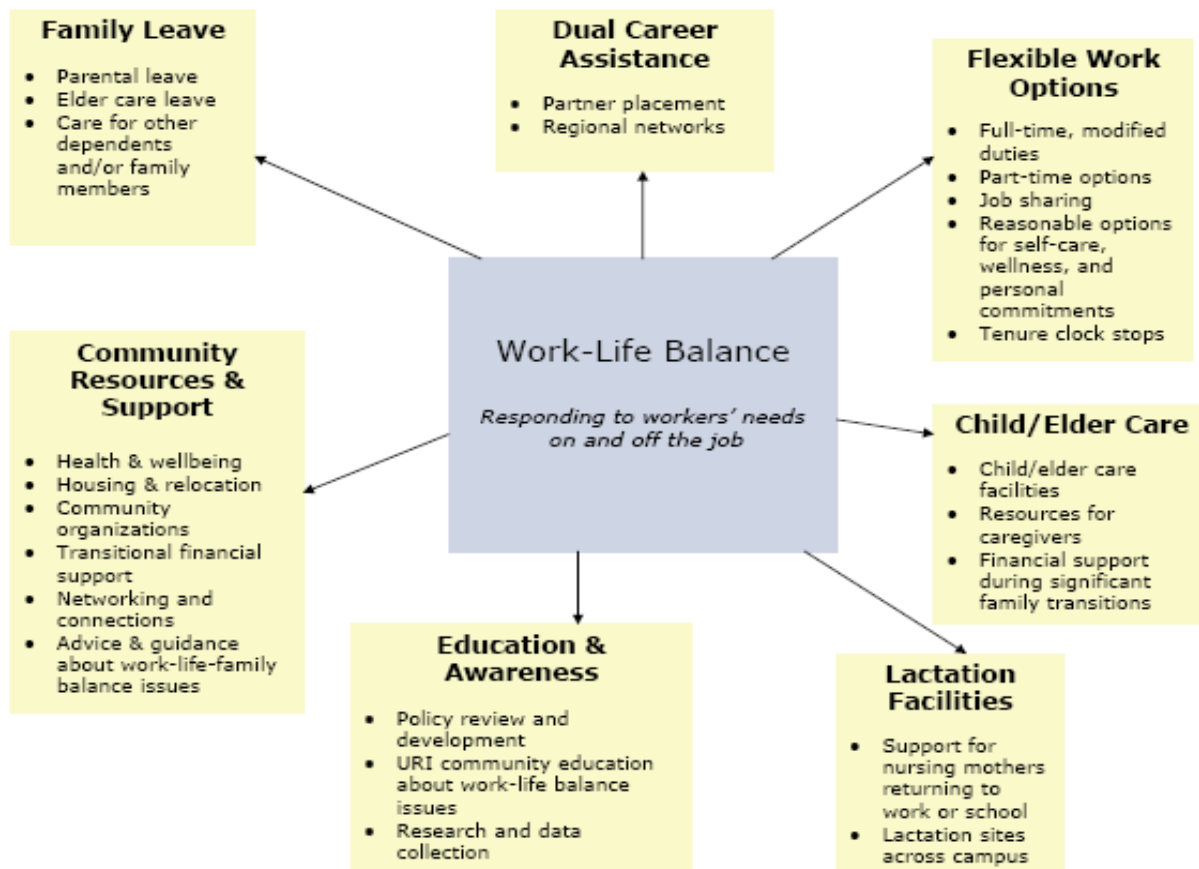 Family Leave
• Parental leave
• Elder care leave
• Care for other
dependents
and/or family
members
Dual Career
Assistance
• Partner placement
• Regional networks
Flexible Work
Options
• Full-time, modified
duties
• Part-time options
• Job sharing
• Reasonable options
for self-care,
wellness, and
personal
commitments
• Tenure clock stops
Community
Resources &
Support
• Health & wellbeing
• Housing & relocation
• Community
organizations
• Transitional financial
support
• Networking and
connections
• Advice & guidance
about work-life-family
balance issues
Work-Life Balance
Responding to workers’ needs
on and off the job
Child/Elder Care
• Child/elder care
facilities
• Resources for
caregivers
• Financial support
during significant
family transitions
Education &
Awareness
• Policy review and
development
• URI community education
about work-life balance
issues
• Research and data
collection
Lactation
Facilities
• Support for
nursing mothers
returning to
work or school
• Lactation sites
across campus